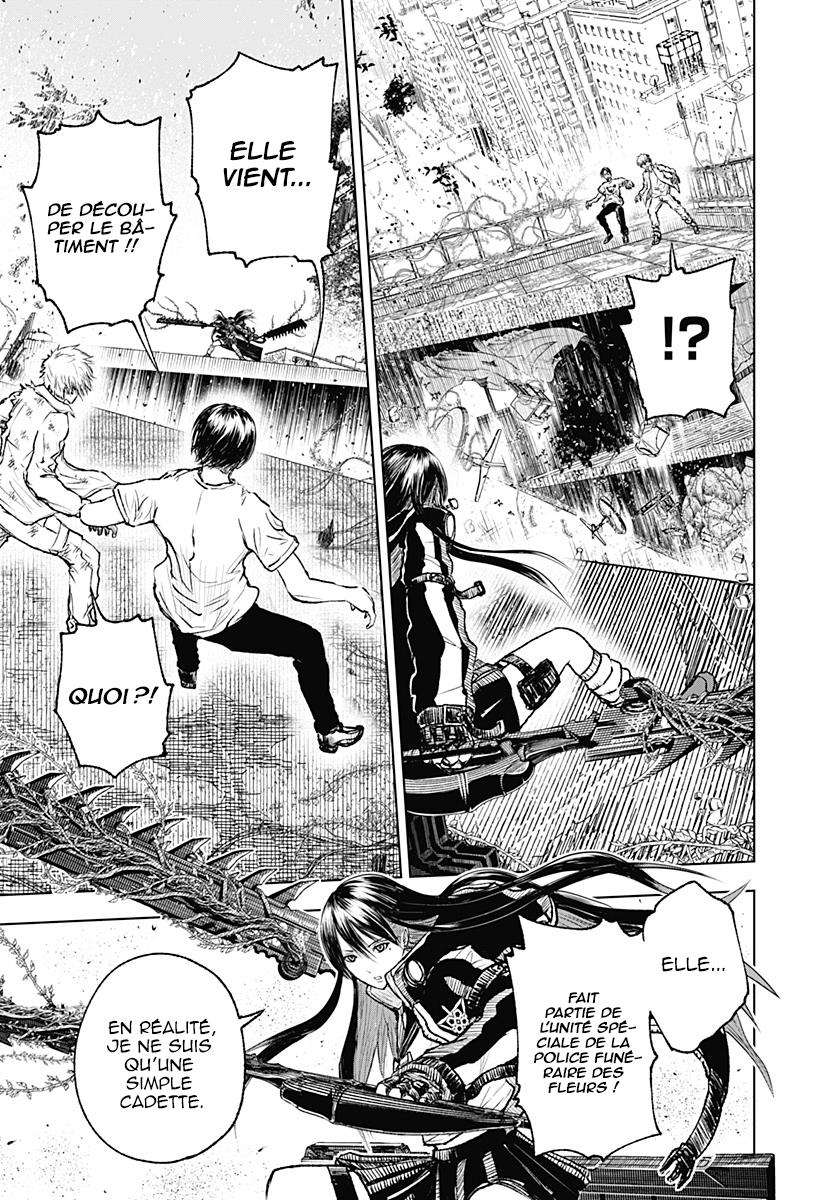 !?
ELLE
VIENT...
DE DÉCOU-
PER LE BÂ-
TIMENT !!
QUOI ?!
ELLE...
FAIT
PARTIE DE
L'UNITÉ SPÉ-
CIALE DE LA
POLICE FUNÉ-
RAIRE DES
FLEURS !
EN RÉALITÉ,
JE NE SUIS
QU'UNE
SIMPLE
CADETTE.